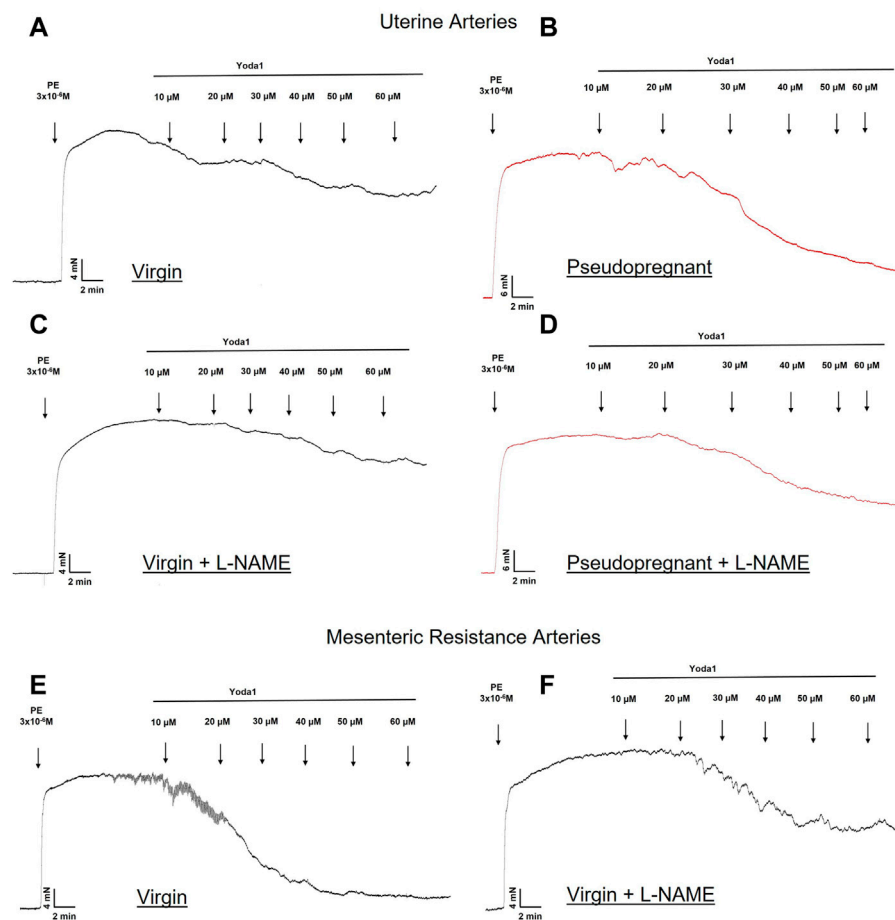 Uterine Arteries
A
Yoda1
PE
3x10⁻⁶M
10 µM 20 µM 30 µM 40 µM 50 µM 60 µM
4 mN
2 min
Virgin
B
Yoda1
PE
3x10⁻⁶M
10 µM 20 µM 30 µM 40 µM 50 µM 60 µM
6 mN
2 min
Pseudopregnant
C
Yoda1
PE
3x10⁻⁶M
10 µM 20 µM 30 µM 40 µM 50 µM 60 µM
4 mN
2 min
Virgin + L-NAME
D
Yoda1
PE
3x10⁻⁶M
10 µM 20 µM 30 µM 40 µM 50 µM 60 µM
6 mN
2 min
Pseudopregnant + L-NAME
Mesenteric Resistance Arteries
E
Yoda1
PE
3x10⁻⁶M
10 µM 20 µM 30 µM 40 µM 50 µM 60 µM
4 mN
2 min
Virgin
F
Yoda1
PE
3x10⁻⁶M
10 µM 20 µM 30 µM 40 µM 50 µM 60 µM
4 mN
2 min
Virgin + L-NAME